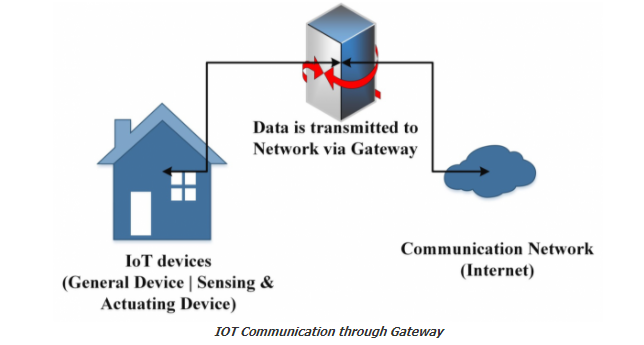 Data is transmitted to
Network via Gateway
IoT devices
(General Device | Sensing &
Actuating Device)
Communication Network
(Internet)
IOT Communication through Gateway